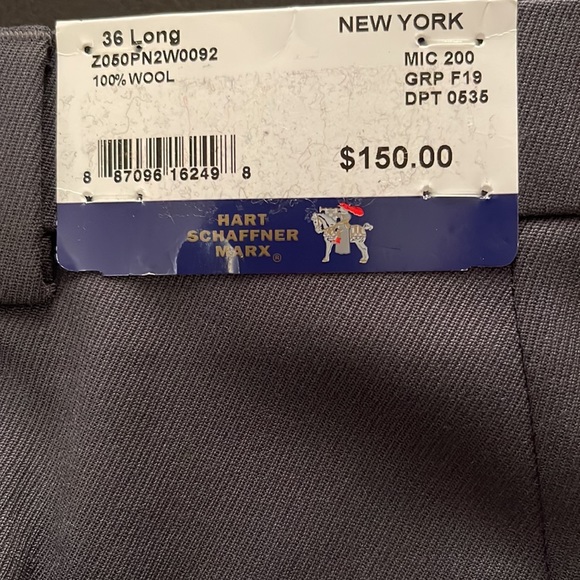 36 Long
Z050PN2W0092
100% WOOL
NEW YORK
MIC 200
GRP F19
DPT 0535
8 87096 16249 8
$150.00
HART
SCHAFFNER
MARX®